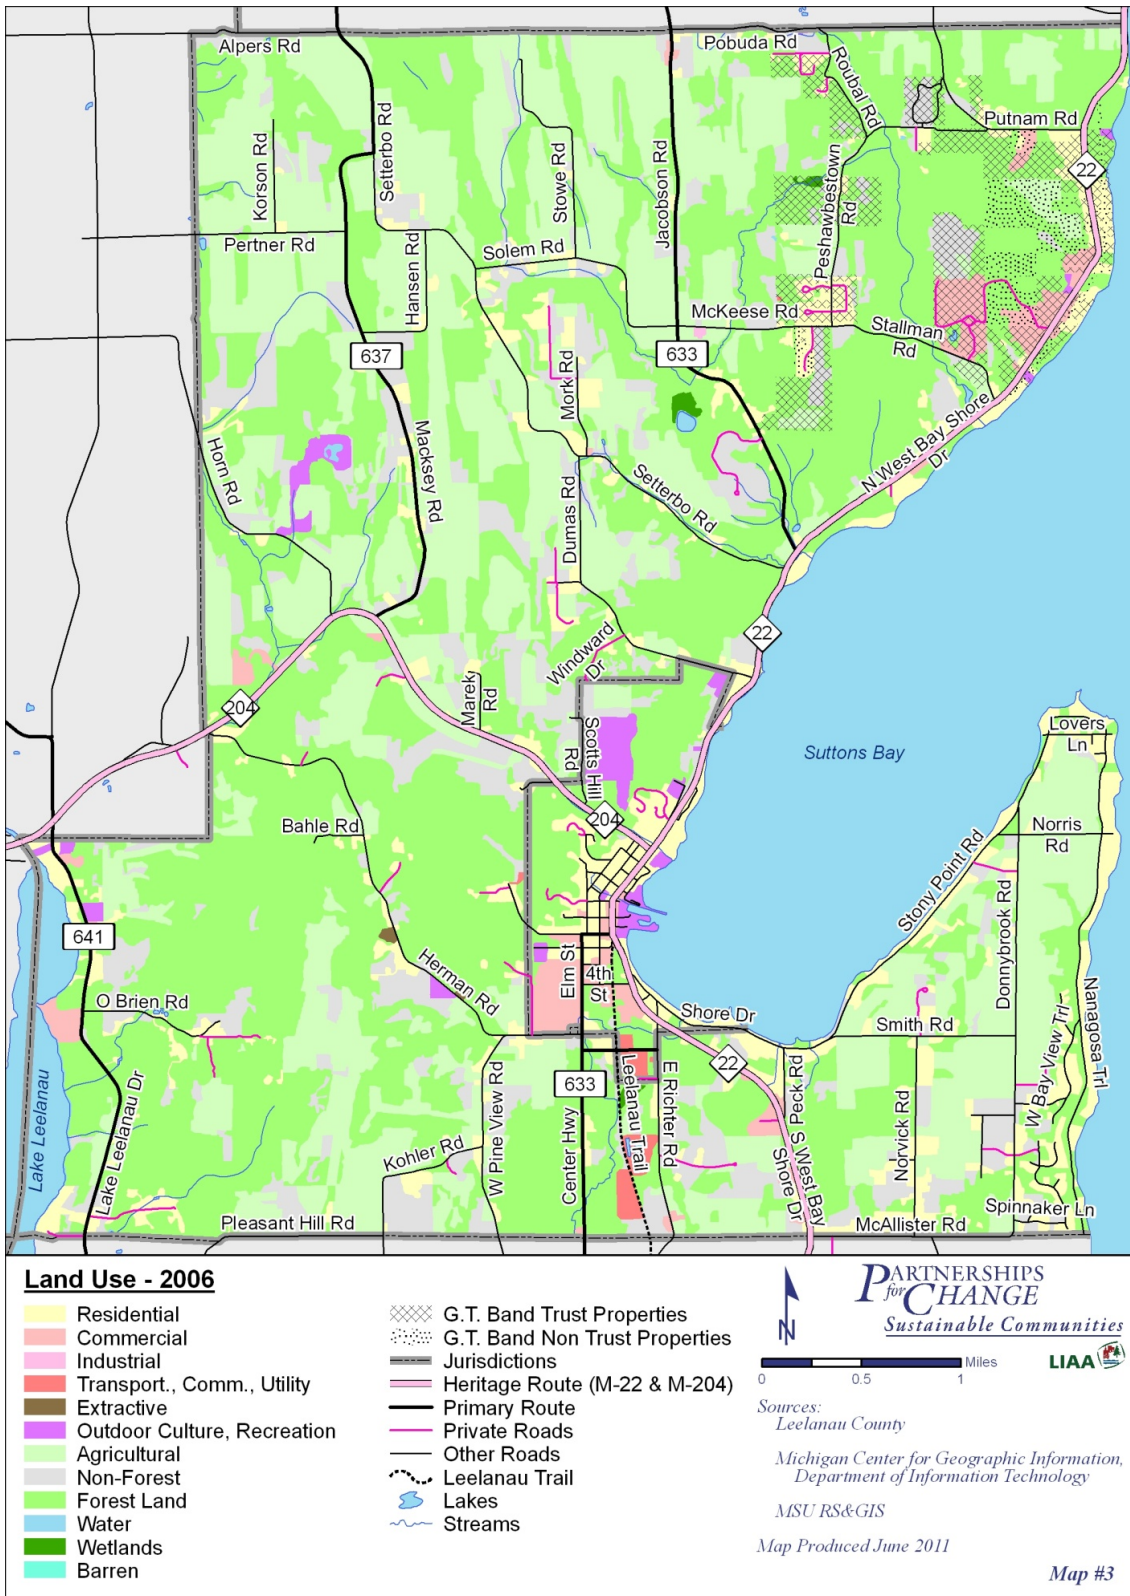 Alpers Rd
Pobuda Rd
Roubal Rd
Putnam Rd
22
Korson Rd
Setterbo Rd
Stowe Rd
Jacobson Rd
Peshawbestown
Rd
Pertner Rd
Hansen Rd
Solem Rd
McKeese Rd
Stallman
Rd
637
633
Mork Rd
N West Bay Shore
Dr
Horn Rd
Macksey Rd
Setterbo Rd
Dumas Rd
22
Windward
Dr
204
Marek
Rd
Scotts Hill
Rd
Suttons Bay
Lovers
Ln
204
Bahle Rd
Norris
Rd
Stony Point Rd
Donnybrook Rd
641
Herman Rd
Elm St
4th
St
O Brien Rd
Shore Dr
Smith Rd
Nanagosa Trl
W Bay View Trl
22
633
Lake Leelanau
Lake Leelanau Dr
W Pine View Rd
Center Hwy
Leelanau Trail
E Richter Rd
S Peck Rd
S West Bay
Shore Dr
Norvick Rd
Kohler Rd
Spinnaker Ln
Pleasant Hill Rd
McAllister Rd
Land Use - 2006
Residential
Commercial
Industrial
Transport., Comm., Utility
Extractive
Outdoor Culture, Recreation
Agricultural
Non-Forest
Forest Land
Water
Wetlands
Barren
G.T. Band Trust Properties
G.T. Band Non Trust Properties
Jurisdictions
Heritage Route (M-22 & M-204)
Primary Route
Private Roads
Other Roads
Leelanau Trail
Lakes
Streams
N
PARTNERSHIPS
for CHANGE
Sustainable Communities
Miles
0 0.5 1
LIAA
Sources:
Leelanau County
Michigan Center for Geographic Information,
Department of Information Technology
MSU RS&GIS
Map Produced June 2011
Map #3